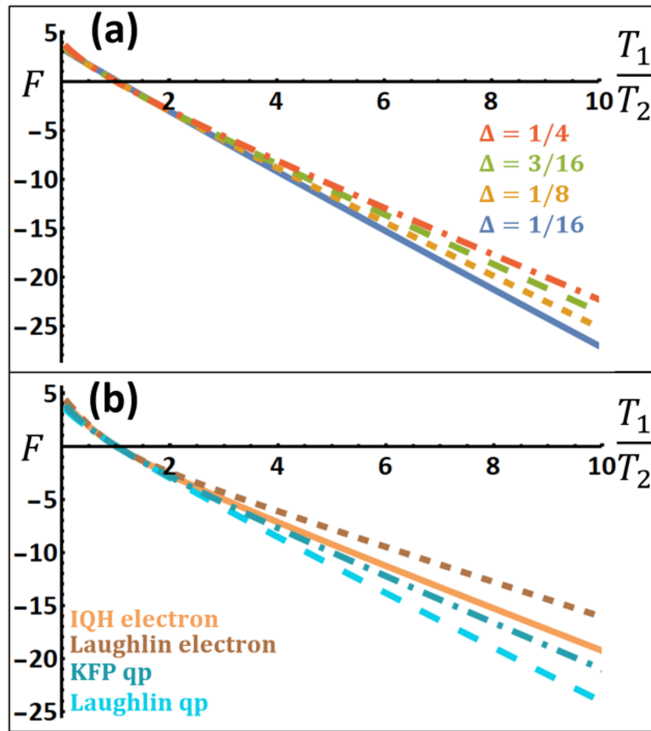 (a)
T₁
T₂
F
5
−5
−10
−15
−20
−25
2 4 6 8 10
Δ = 1/4
Δ = 3/16
Δ = 1/8
Δ = 1/16
(b)
T₁
T₂
F
5
−5
−10
−15
−20
−25
2 4 6 8 10
IQH electron
Laughlin electron
KFP qp
Laughlin qp